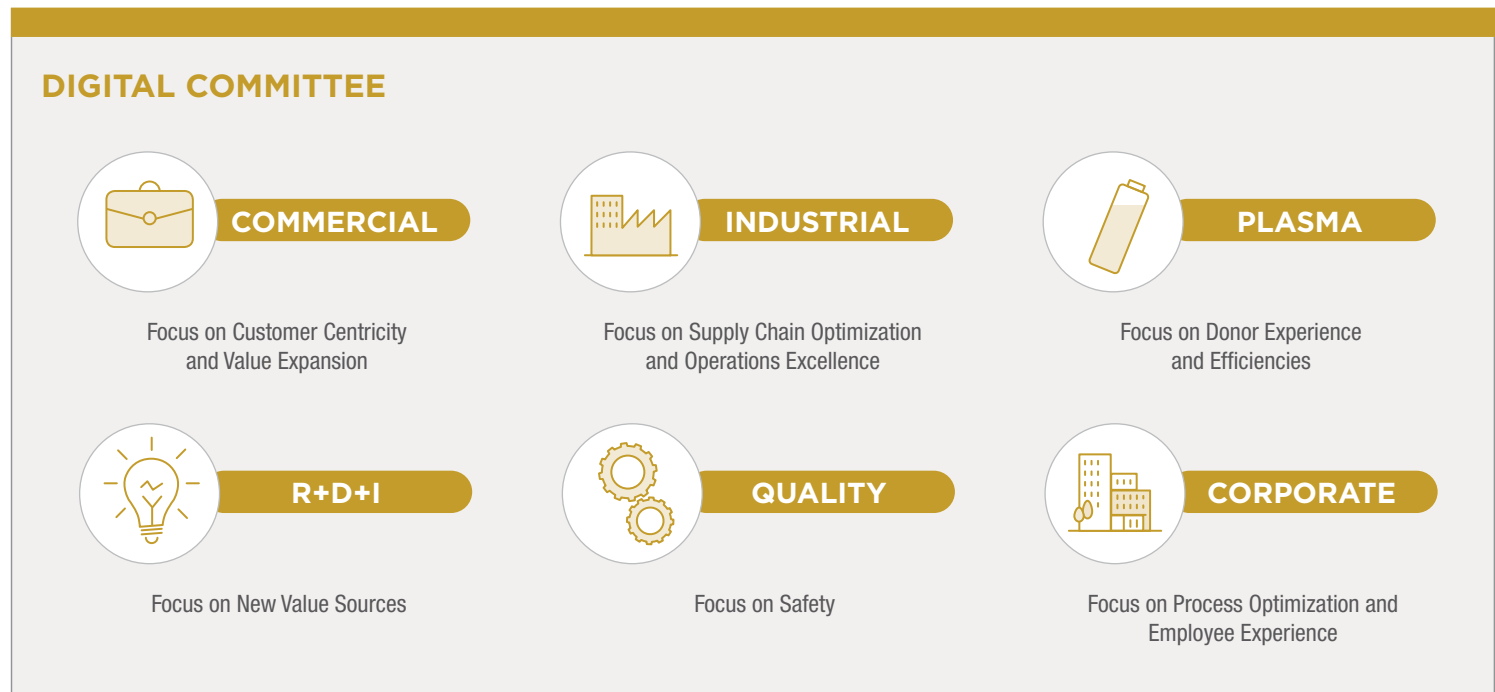 DIGITAL COMMITTEE
COMMERCIAL
Focus on Customer Centricity
and Value Expansion
INDUSTRIAL
Focus on Supply Chain Optimization
and Operations Excellence
PLASMA
Focus on Donor Experience
and Efficiencies
R+D+I
Focus on New Value Sources
QUALITY
Focus on Safety
CORPORATE
Focus on Process Optimization and
Employee Experience